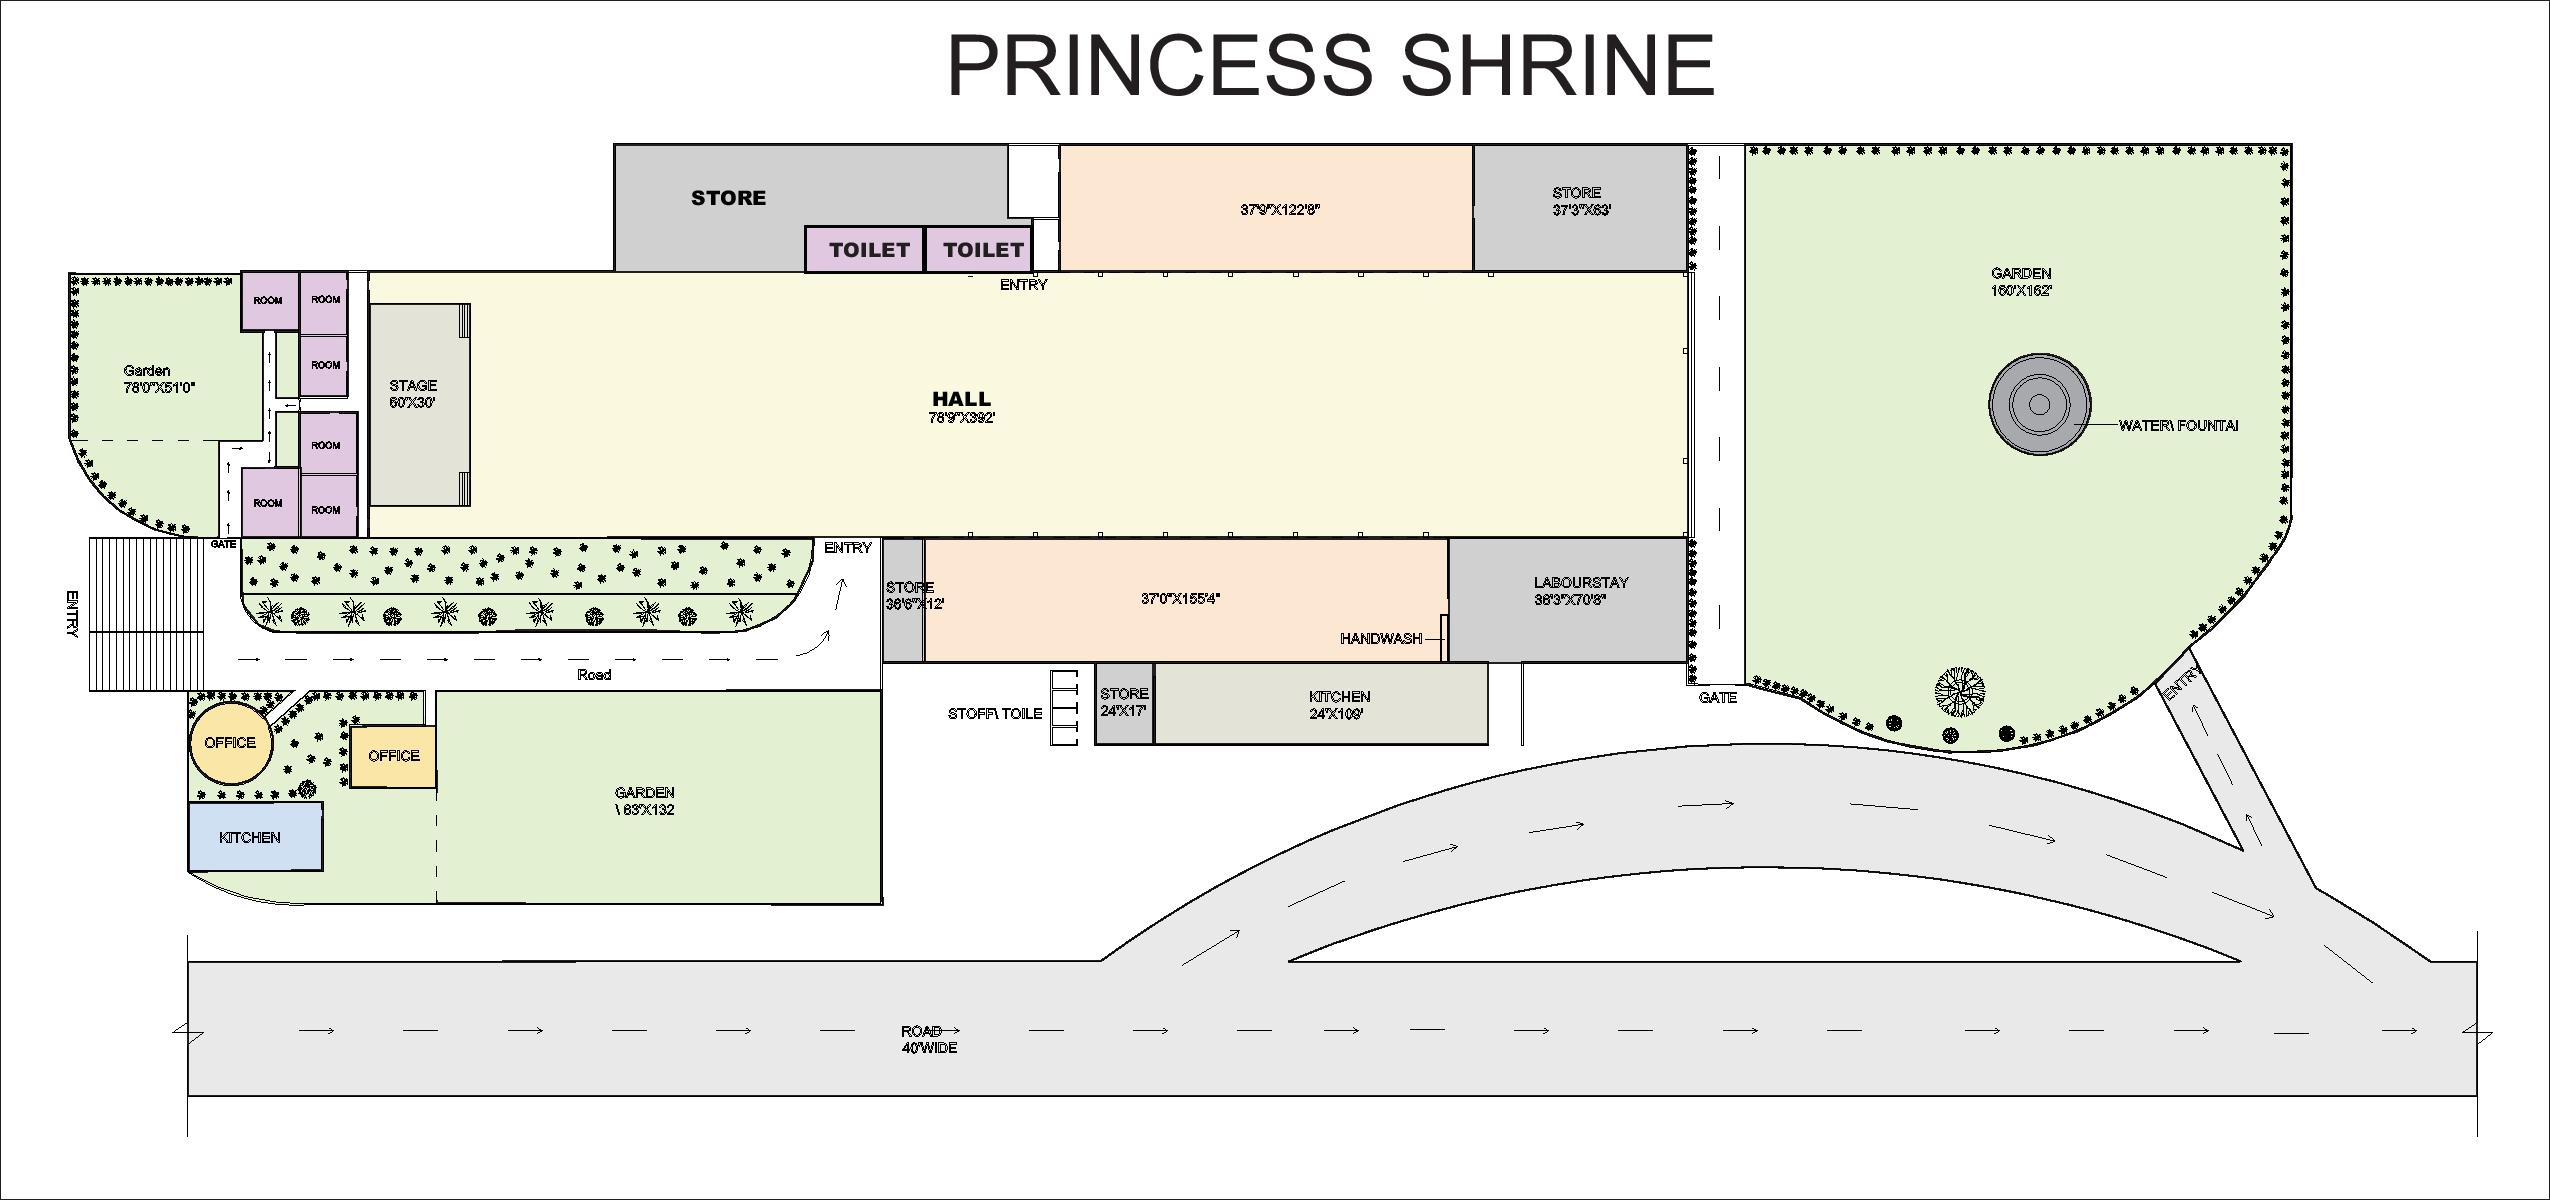 PRINCESS SHRINE
STORE
TOILET
TOILET
37'9"X122'8"
STORE
37'3"X63'
GARDEN
160'X162'
WATER\ FOUNTAI
ENTRY
ROOM
ROOM
ROOM
ROOM
ROOM
ROOM
Garden
78'0"X51'0"
STAGE
60'X30'
HALL
78'9"X392'
GATE
ENTRY
ENTRY
STORE
36'6"X12'
37'0"X155'4"
HANDWASH
LABOURSTAY
36'3"X70'8"
Road
STOFF\ TOILE
STORE
24'X17'
KITCHEN
24'X109'
GATE
ENTRY
OFFICE
OFFICE
KITCHEN
GARDEN
\ 63'X132
ROAD
40'WIDE